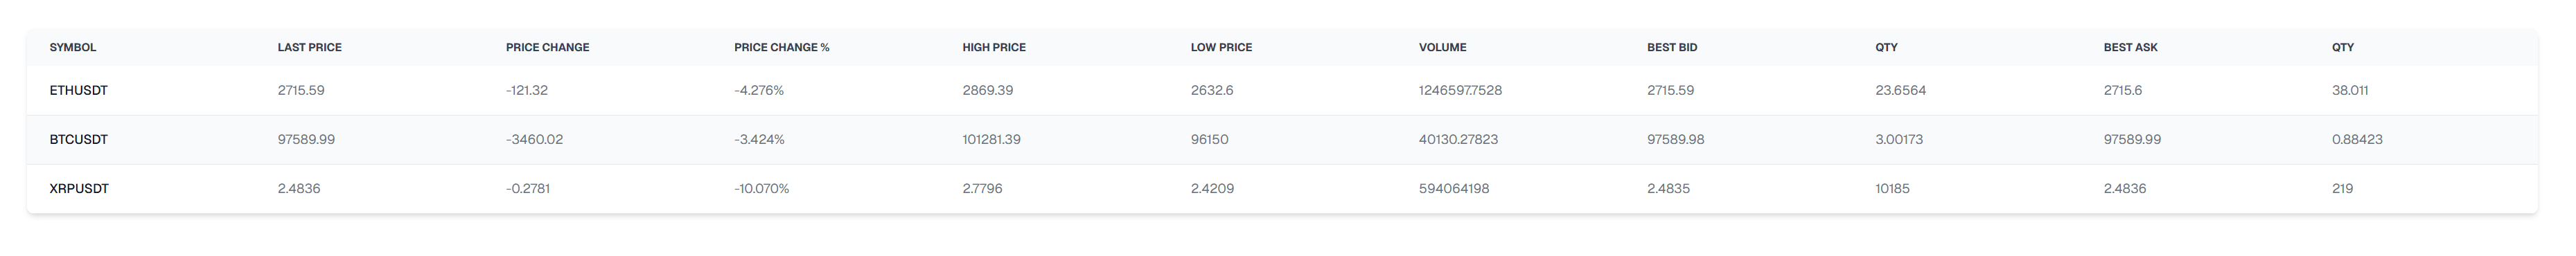 SYMBOL LAST PRICE PRICE CHANGE PRICE CHANGE % HIGH PRICE LOW PRICE VOLUME BEST BID QTY BEST ASK QTY
ETHUSDT 2715.59 -121.32 -4.276% 2869.39 2632.6 1246597.7528 2715.59 23.6564 2715.6 38.011
BTCUSDT 97589.99 -3460.02 -3.424% 101281.39 96150 40130.27823 97589.98 3.00173 97589.99 0.88423
XRPUSDT 2.4836 -0.2781 -10.070% 2.7796 2.4209 594064198 2.4835 10185 2.4836 219